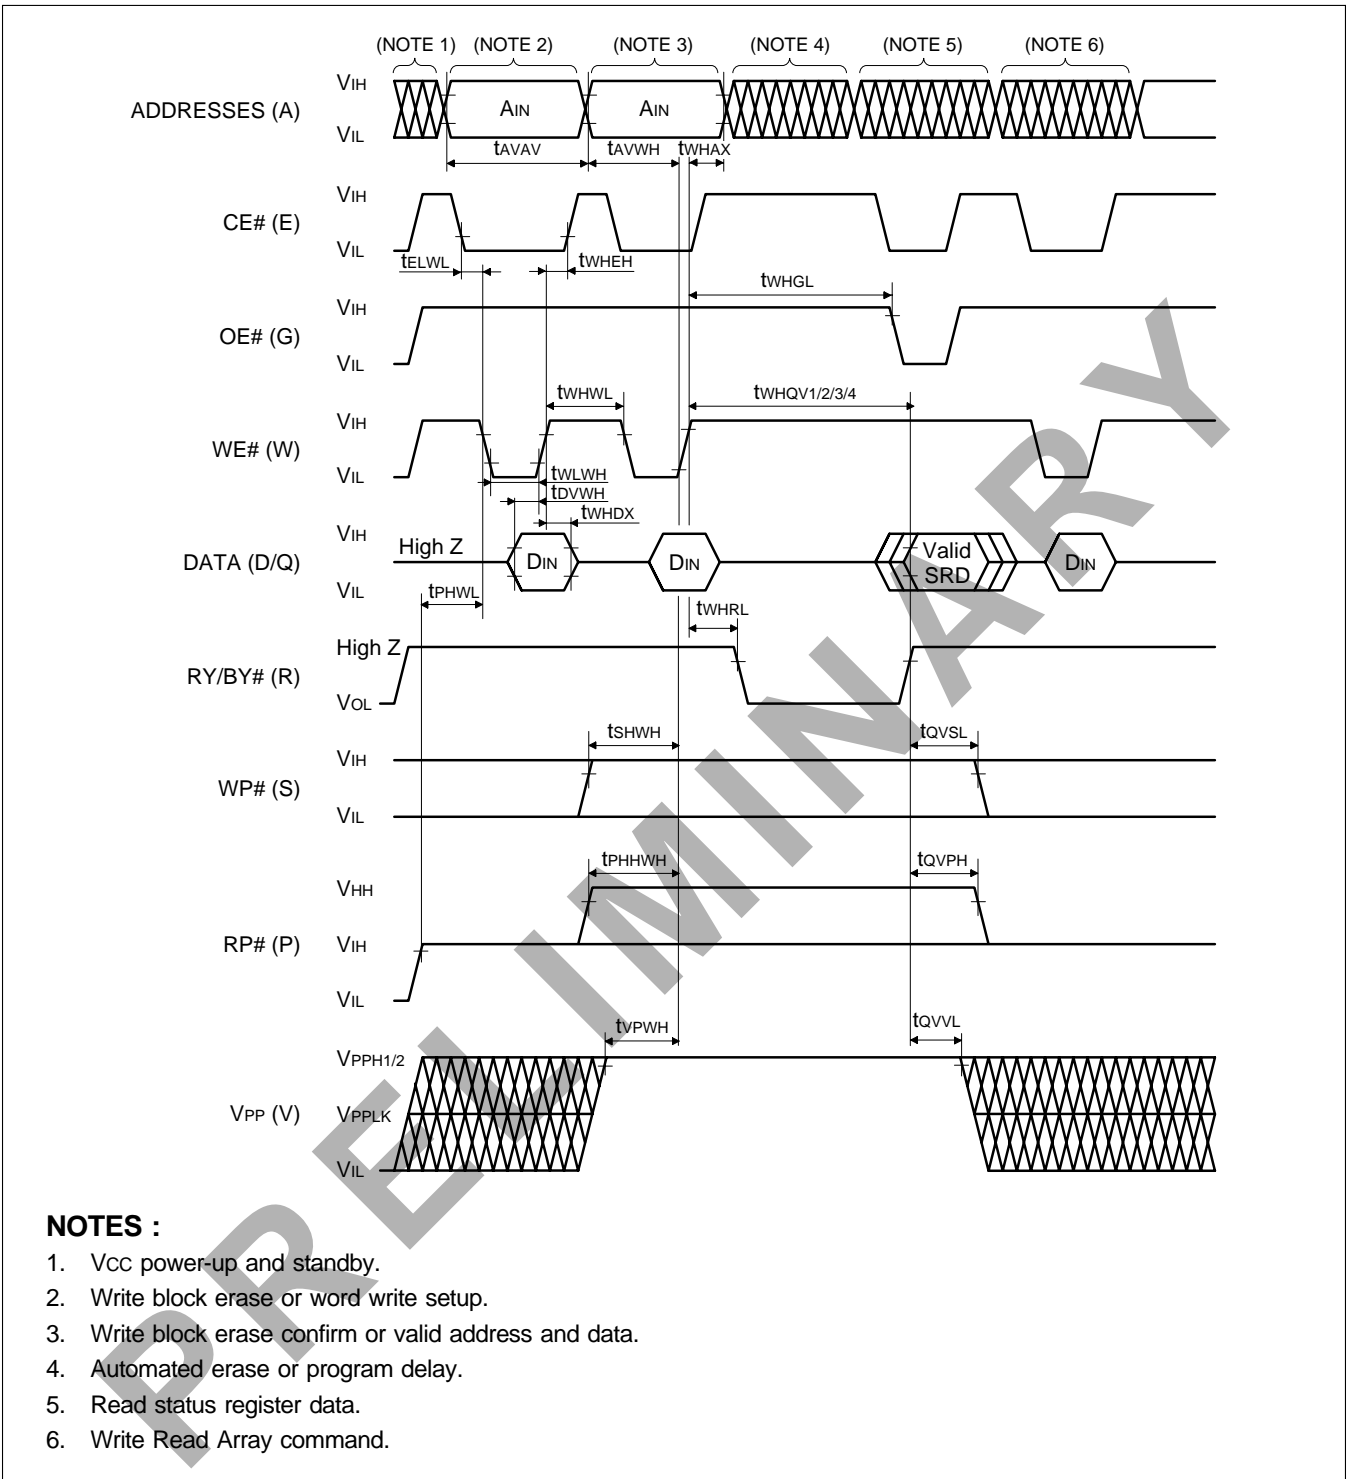 (NOTE 1) (NOTE 2) (NOTE 3) (NOTE 4) (NOTE 5) (NOTE 6)
ADDRESSES (A)
VIH
VIL
AIN
AIN
tAVAV
tAVWH
tWHAX
CE# (E)
VIH
VIL
tELWL
tWHEH
tWHGL
OE# (G)
VIH
VIL
tWHWL
tWHQV1/2/3/4
WE# (W)
VIH
VIL
tWLWH
tDVWH
tWHDX
DATA (D/Q)
VIH
VIL
High Z
DIN
DIN
Valid
SRD
DIN
tPHWL
tWHRL
RY/BY# (R)
High Z
VOL
tSHWH
tQVSL
WP# (S)
VIH
VIL
tPHHWH
tQVPH
RP# (P)
VHH
VIH
VIL
tVPWH
tQVVL
VPP (V)
VPPH1/2
VPPLK
VIL
PRELIMINARY
NOTES :
1. VCC power-up and standby.
2. Write block erase or word write setup.
3. Write block erase confirm or valid address and data.
4. Automated erase or program delay.
5. Read status register data.
6. Write Read Array command.